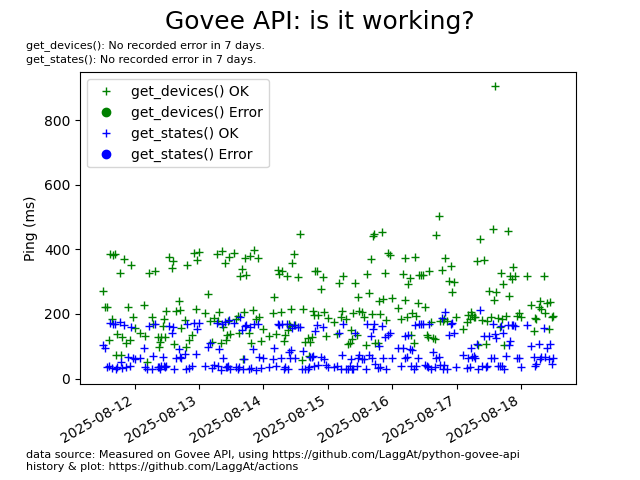 Govee API: is it working?
get_devices(): No recorded error in 7 days.
get_states(): No recorded error in 7 days.
get_devices() OK
get_devices() Error
get_states() OK
get_states() Error
Ping (ms)
800
600
400
200
0
2025-08-12
2025-08-13
2025-08-14
2025-08-15
2025-08-16
2025-08-17
2025-08-18
data source: Measured on Govee API, using https://github.com/LaggAt/python-govee-api
history & plot: https://github.com/LaggAt/actions